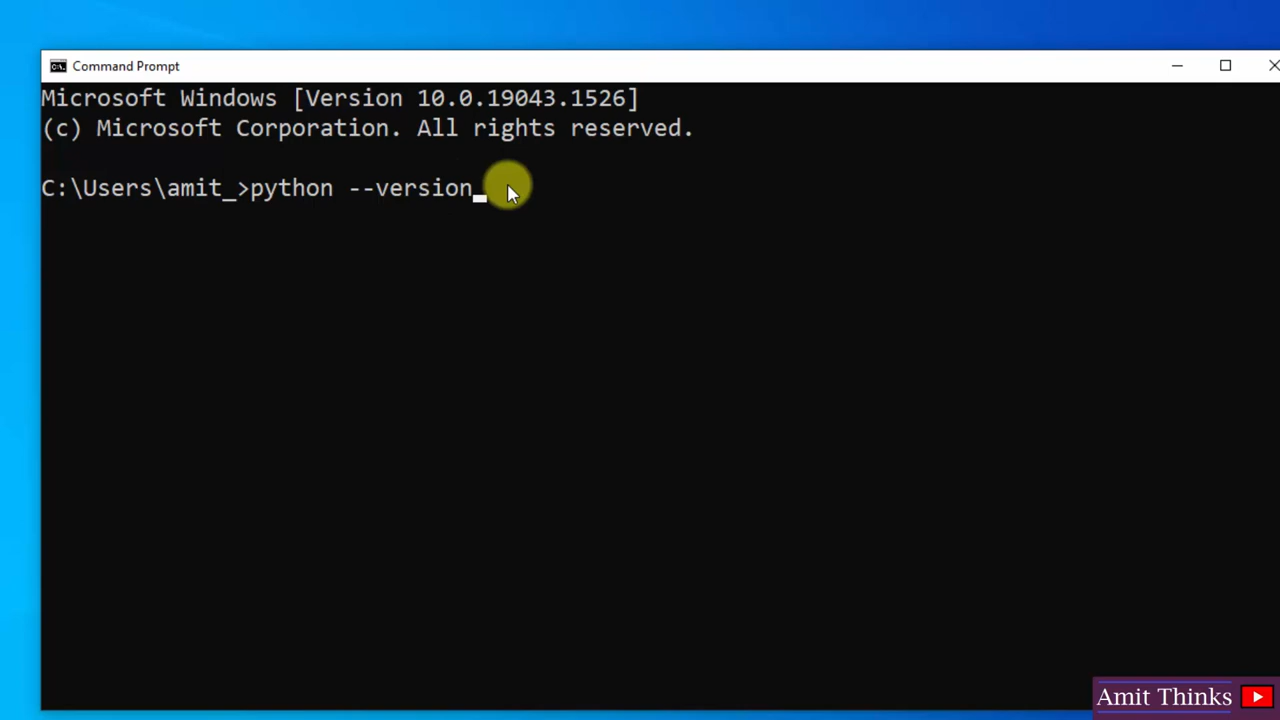 Command Prompt
Microsoft Windows [Version 10.0.19043.1526]
(c) Microsoft Corporation. All rights reserved.
C:\Users\amit_>python --version
Amit Thinks